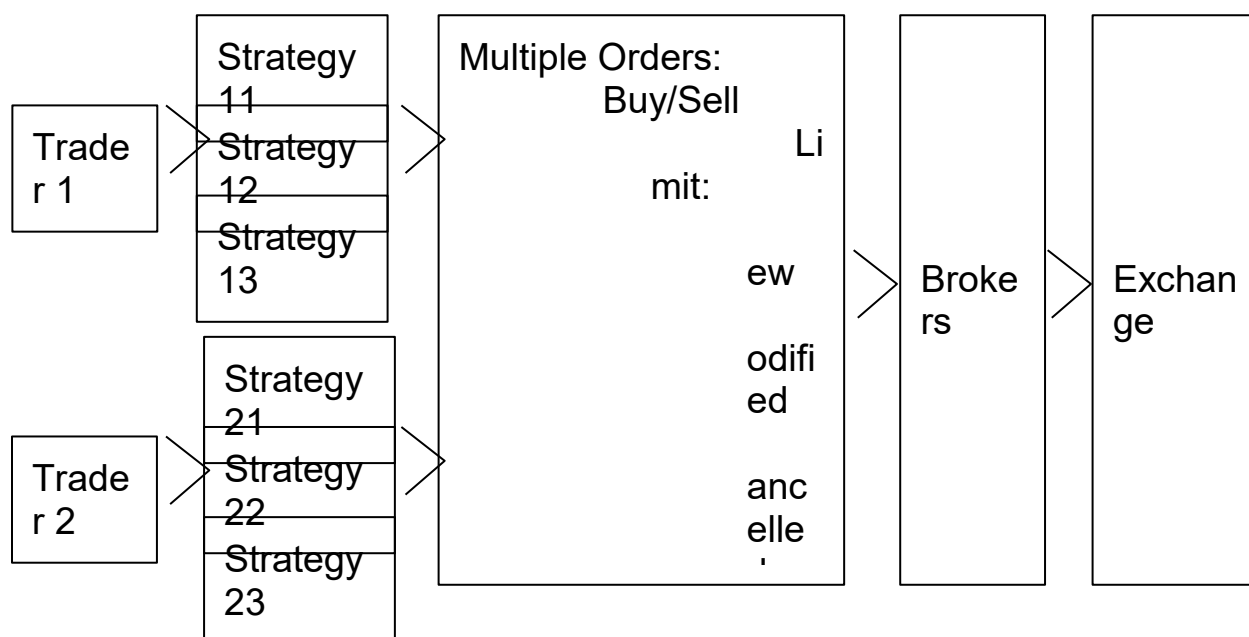 Trade
r 1
Strategy
11
Strategy
12
Strategy
13
Trade
r 2
Strategy
21
Strategy
22
Strategy
23
Multiple Orders:
Buy/Sell
Li
mit:
ew
odifi
ed
anc
elle
Broke
rs
Exchan
ge